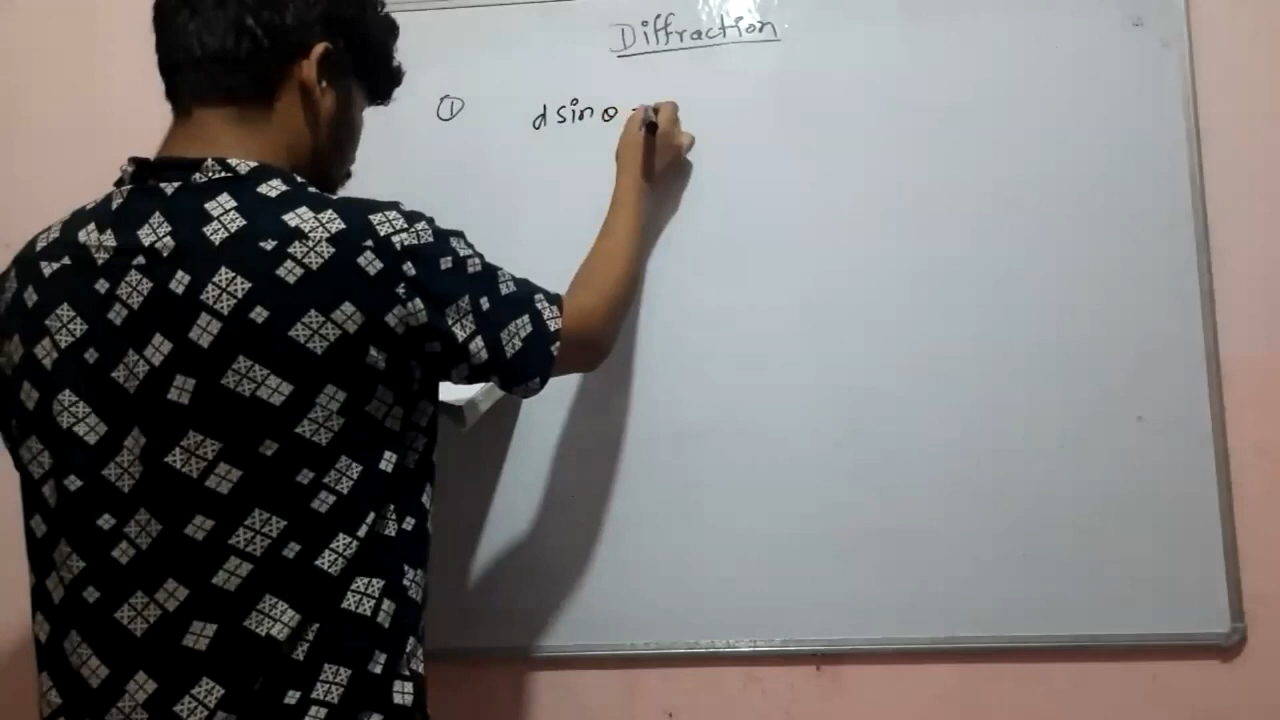 Diffraction
① d sin θ